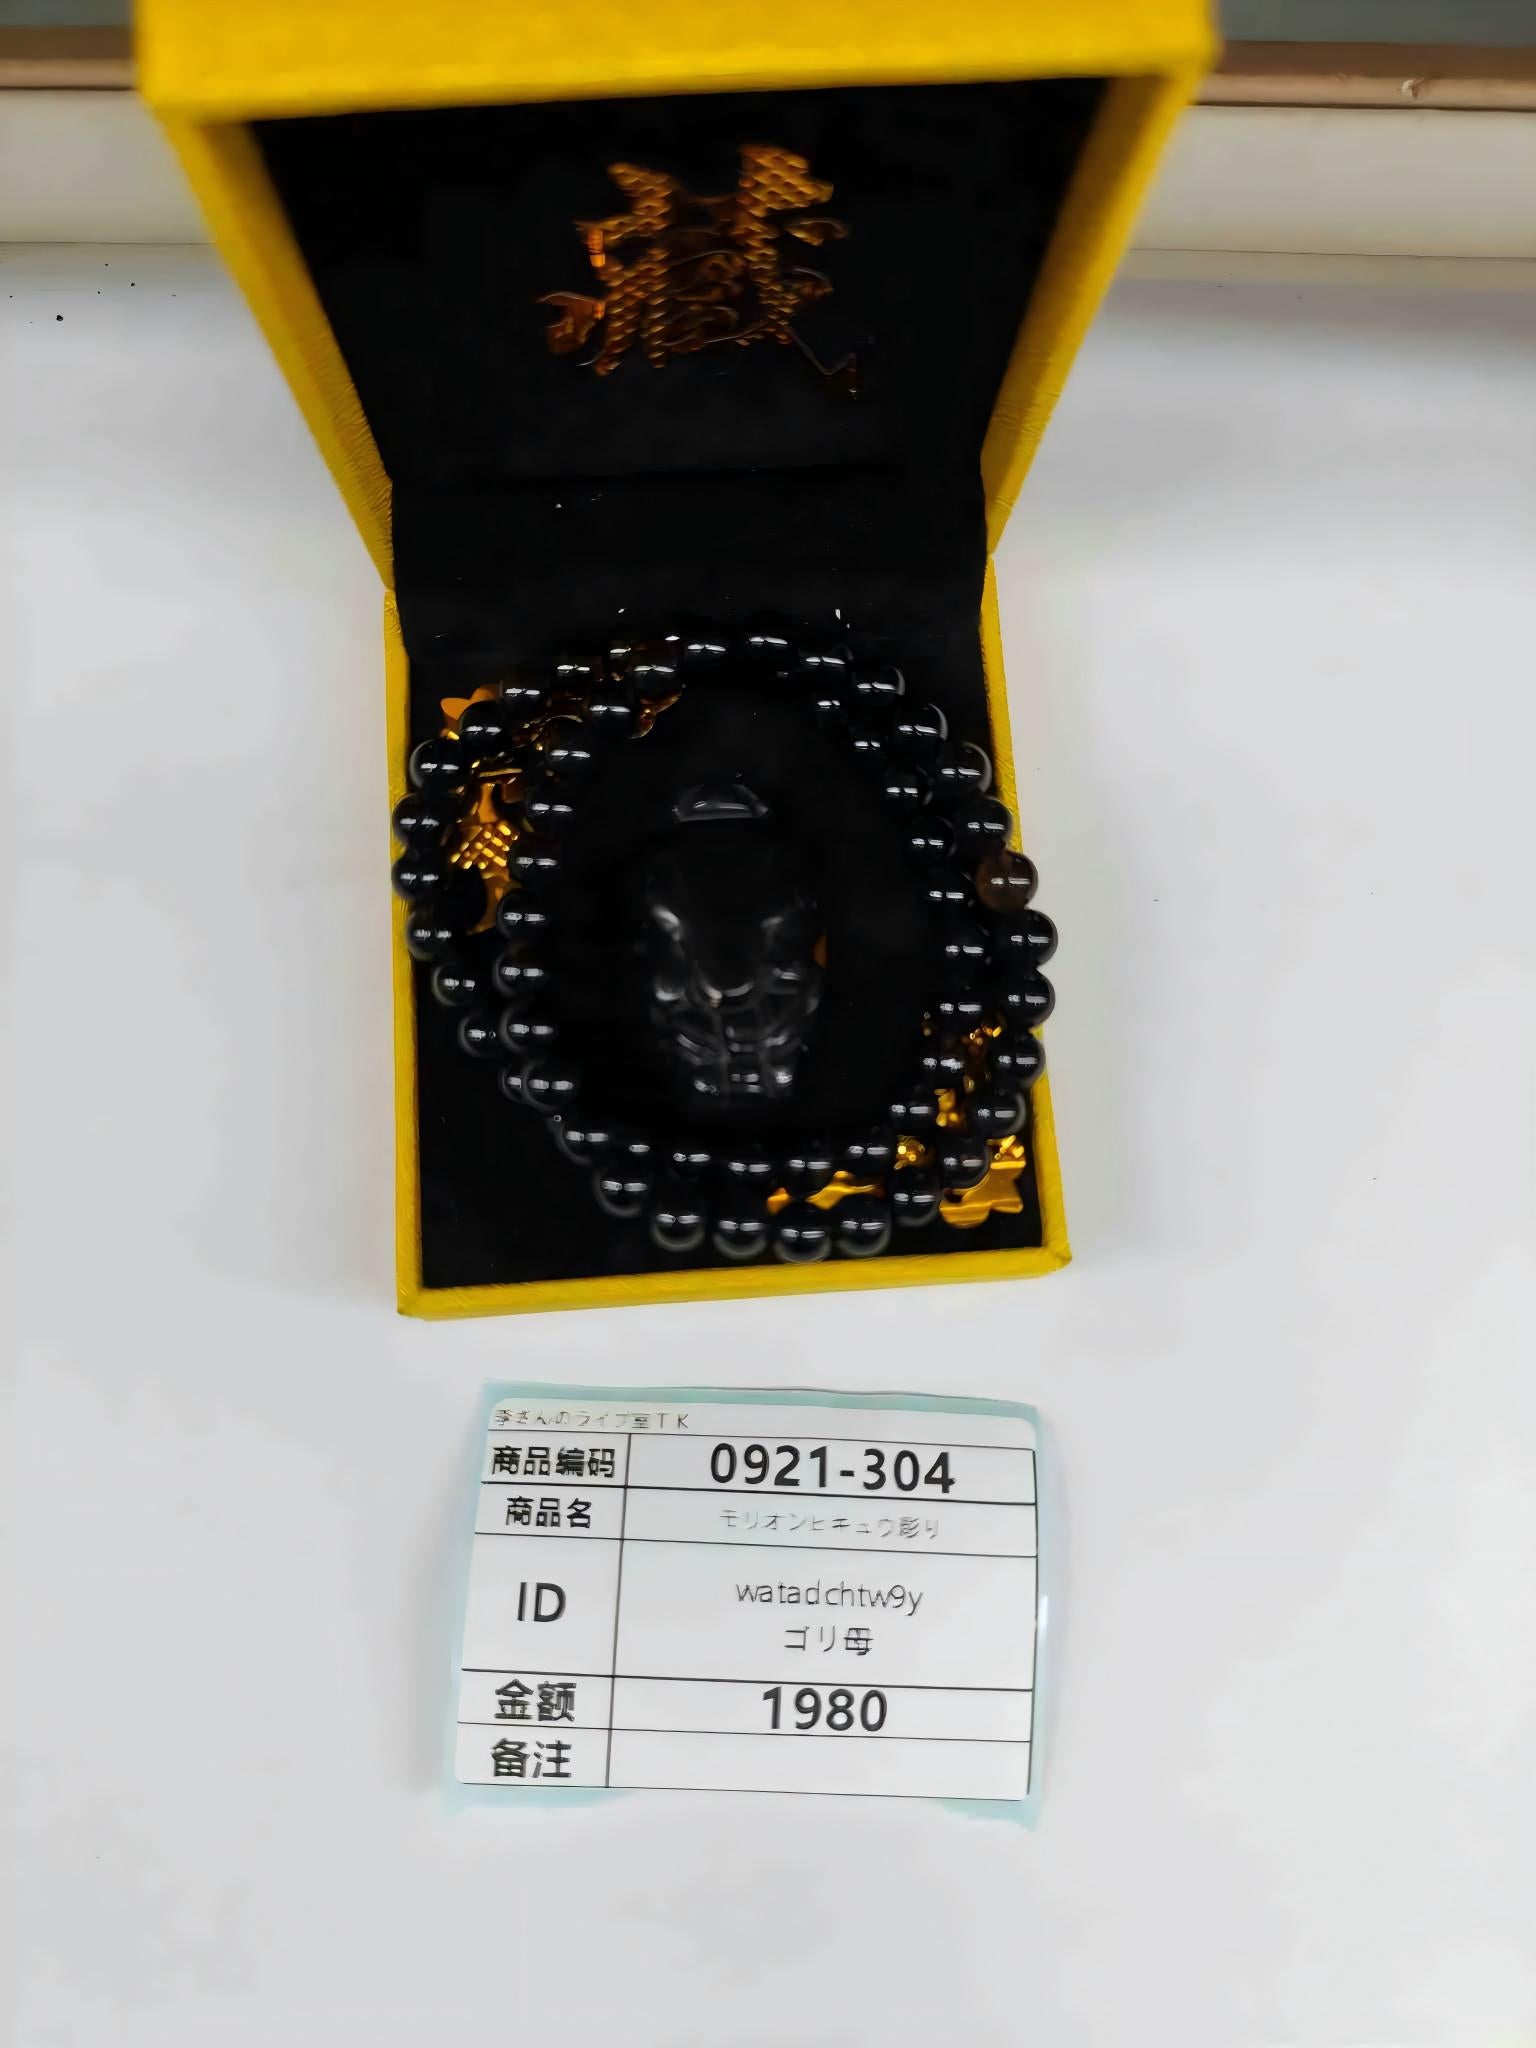 藏
季さんのライブ室TK
商品编码 0921-304
商品名 モリオンヒキュウ彫り
ID watadchtw9y
ゴリ母
金额 1980
备注